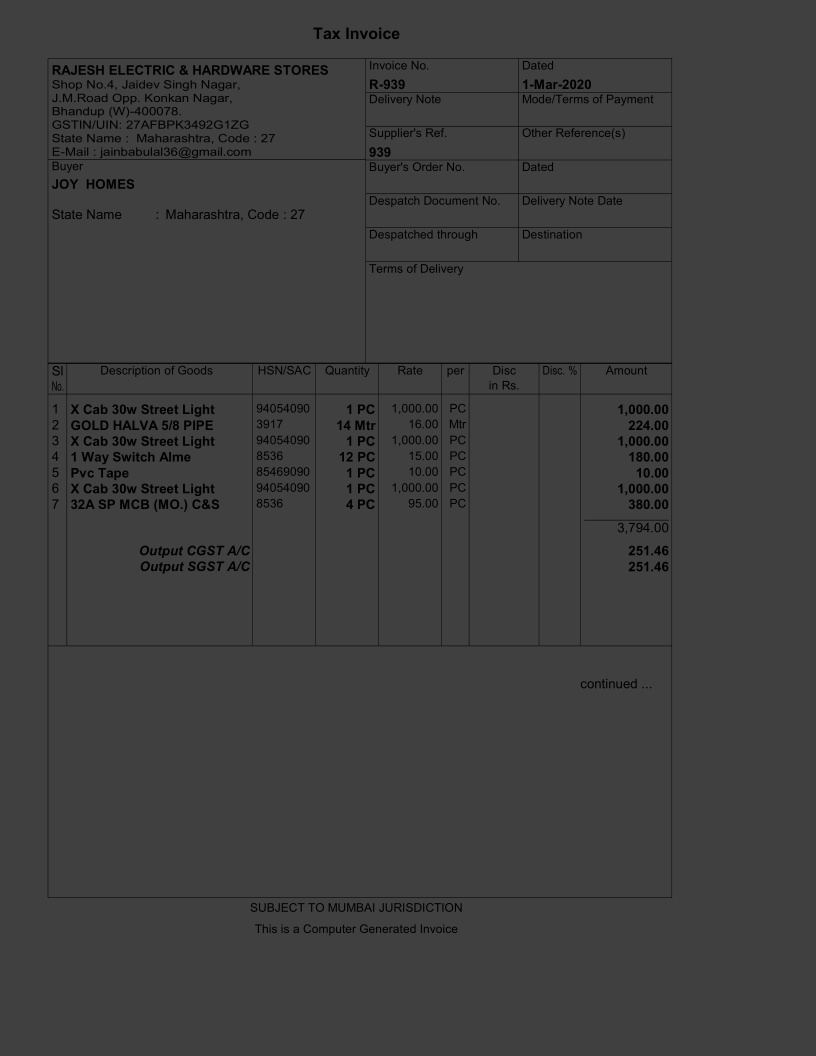 Tax Invoice
RAJESH ELECTRIC & HARDWARE STORES
Shop No.4, Jaidev Singh Nagar,
J.M.Road Opp. Konkan Nagar,
Bhandup (W)-400078.
GSTIN/UIN: 27AFBPK3492G1ZG
State Name : Maharashtra, Code : 27
E-Mail : jainbabulal36@gmail.com
Invoice No. Dated
R-939 1-Mar-2020
Delivery Note Mode/Terms of Payment
Supplier's Ref. Other Reference(s)
939
Buyer
JOY HOMES
State Name : Maharashtra, Code : 27
Buyer's Order No. Dated
Despatch Document No. Delivery Note Date
Despatched through Destination
Terms of Delivery
Sl No. Description of Goods HSN/SAC Quantity Rate per Disc in Rs. Disc. % Amount
1 X Cab 30w Street Light 94054090 1 PC 1,000.00 PC 1,000.00
2 GOLD HALVA 5/8 PIPE 3917 14 Mtr 16.00 Mtr 224.00
3 X Cab 30w Street Light 94054090 1 PC 1,000.00 PC 1,000.00
4 1 Way Switch Alme 8536 12 PC 15.00 PC 180.00
5 Pvc Tape 85469090 1 PC 10.00 PC 10.00
6 X Cab 30w Street Light 94054090 1 PC 1,000.00 PC 1,000.00
7 32A SP MCB (MO.) C&S 8536 4 PC 95.00 PC 380.00
3,794.00
Output CGST A/C 251.46
Output SGST A/C 251.46
continued ...
SUBJECT TO MUMBAI JURISDICTION
This is a Computer Generated Invoice